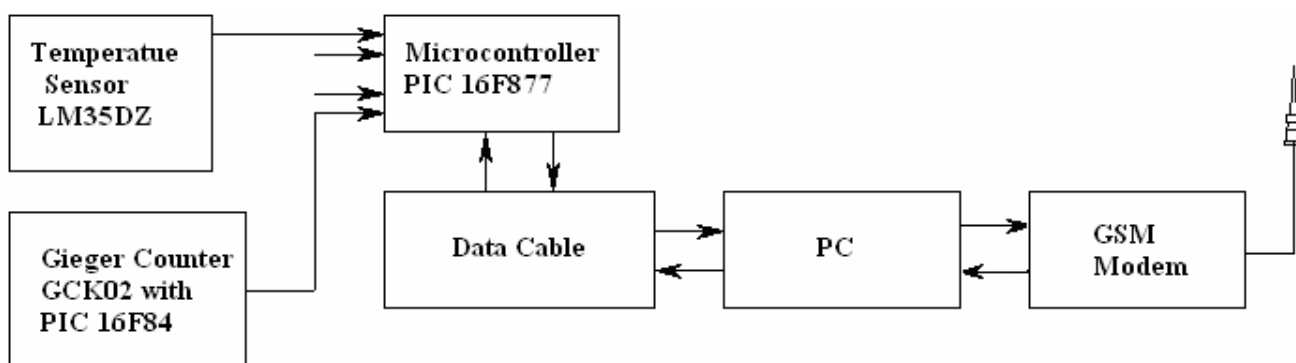 Temperatue
Sensor
LM35DZ
Microcontroller
PIC 16F877
Gieger Counter
GCK02 with
PIC 16F84
Data Cable
PC
GSM
Modem